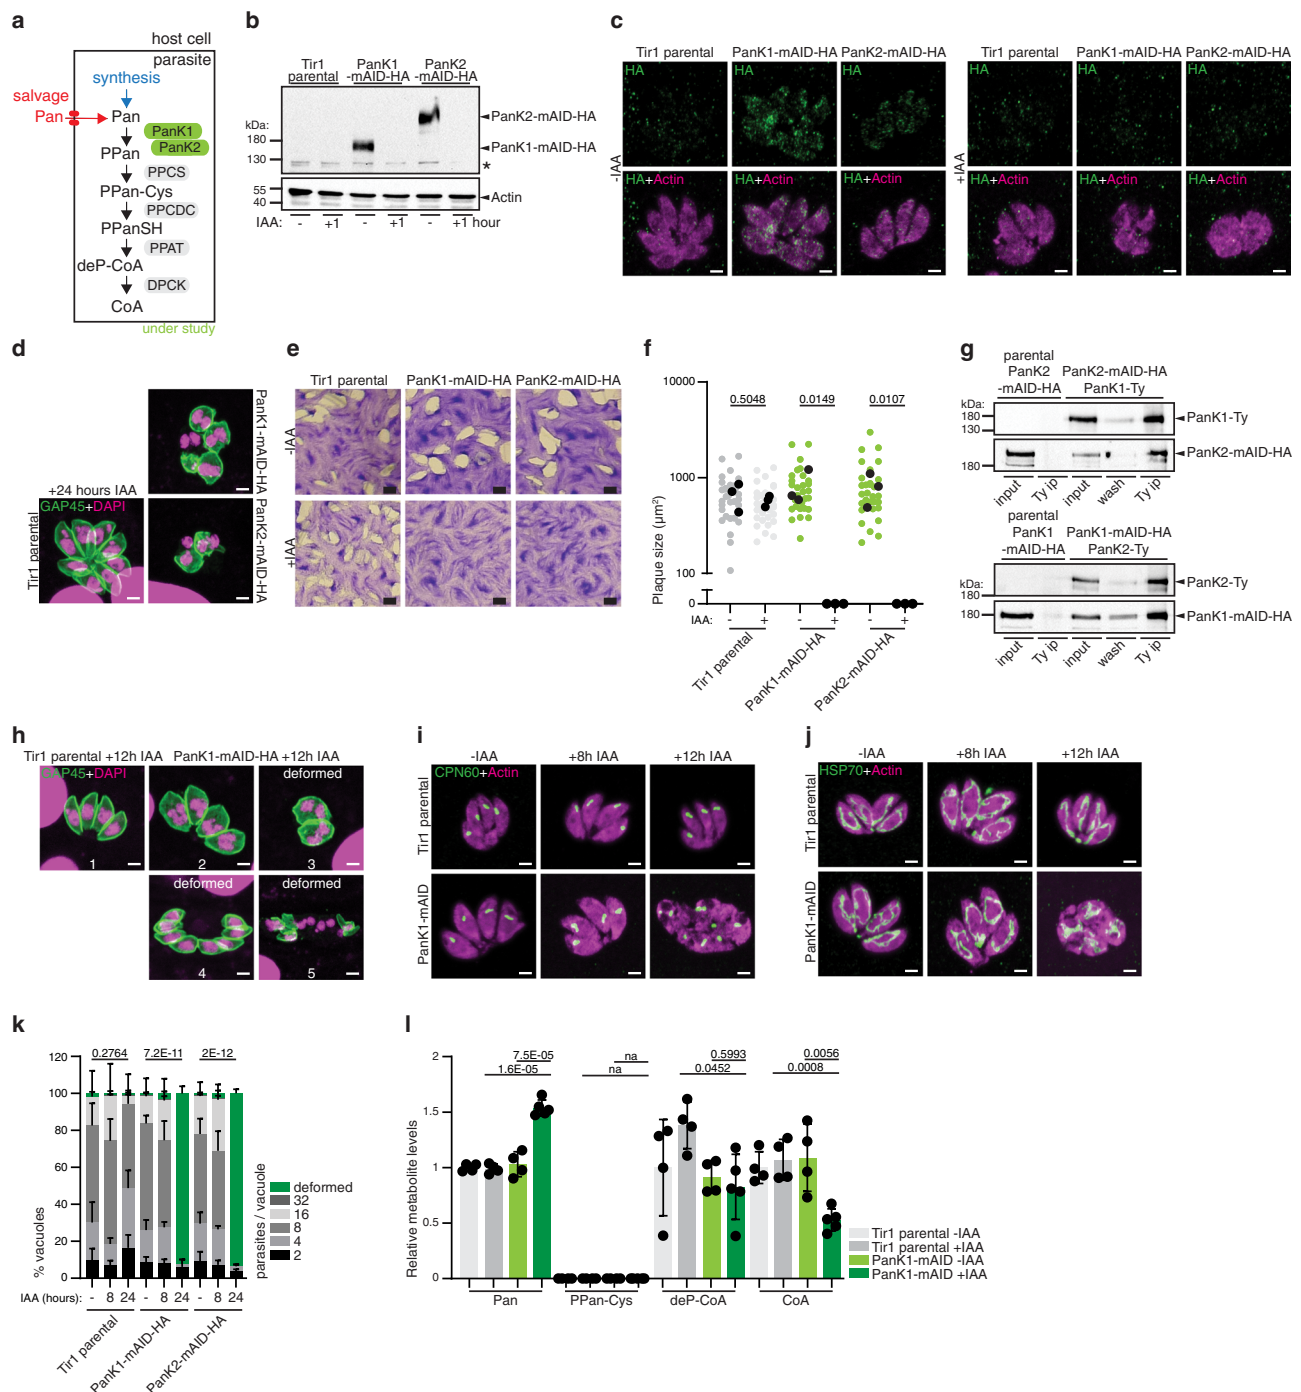 a
host cell
parasite
synthesis
salvage
Pan
Pan
PanK1
PanK2
PPan
PPCS
PPan-Cys
PPCDC
PPanSH
PPAT
deP-CoA
DPCK
CoA
under study
b
Tir1 parental
PanK1 -mAID-HA
PanK2 -mAID-HA
kDa:
180
130
55
40
PanK2-mAID-HA
PanK1-mAID-HA
*
Actin
IAA: - +1 - +1 - +1 hour
c
Tir1 parental PanK1-mAID-HA PanK2-mAID-HA
HA HA HA
-IAA
HA+Actin HA+Actin HA+Actin
Tir1 parental PanK1-mAID-HA PanK2-mAID-HA
HA HA HA
+IAA
HA+Actin HA+Actin HA+Actin
d
+24 hours IAA
GAP45+DAPI
Tir1 parental
PanK1-mAID-HA
PanK2-mAID-HA
e
Tir1 parental PanK1-mAID-HA PanK2-mAID-HA
-IAA
+IAA
f
Plaque size (µm²)
10000
1000
100
0
0.5048 0.0149 0.0107
IAA: - + - + - +
Tir1 parental
PanK1-mAID-HA
PanK2-mAID-HA
g
parental PanK2 -mAID-HA
PanK2-mAID-HA PanK1-Ty
kDa:
180
130
PanK1-Ty
180
PanK2-mAID-HA
input Ty ip input wash Ty ip
parental PanK1 -mAID-HA
PanK1-mAID-HA PanK2-Ty
kDa:
180
PanK2-Ty
180
PanK1-mAID-HA
input Ty ip input wash Ty ip
h
Tir1 parental +12h IAA PanK1-mAID-HA +12h IAA
GAP45+DAPI
deformed
1 2 3
deformed deformed
4 5
i
-IAA +8h IAA +12h IAA
CPN60+Actin
Tir1 parental
PanK1-mAID
j
-IAA +8h IAA +12h IAA
HSP70+Actin
Tir1 parental
PanK1-mAID
k
% vacuoles
120
100
80
60
40
20
0
0.2764 7.2E-11 2E-12
IAA (hours): - 8 24 - 8 24 - 8 24
Tir1 parental
PanK1-mAID-HA
PanK2-mAID-HA
parasites / vacuole
deformed
32
16
8
4
2
l
Relative metabolite levels
2
1.5
1
0.5
0
7.5E-05
1.6E-05
na
na
0.5993
0.0452
0.0056
0.0008
Pan PPan-Cys deP-CoA CoA
Tir1 parental -IAA
Tir1 parental +IAA
PanK1-mAID -IAA
PanK1-mAID +IAA